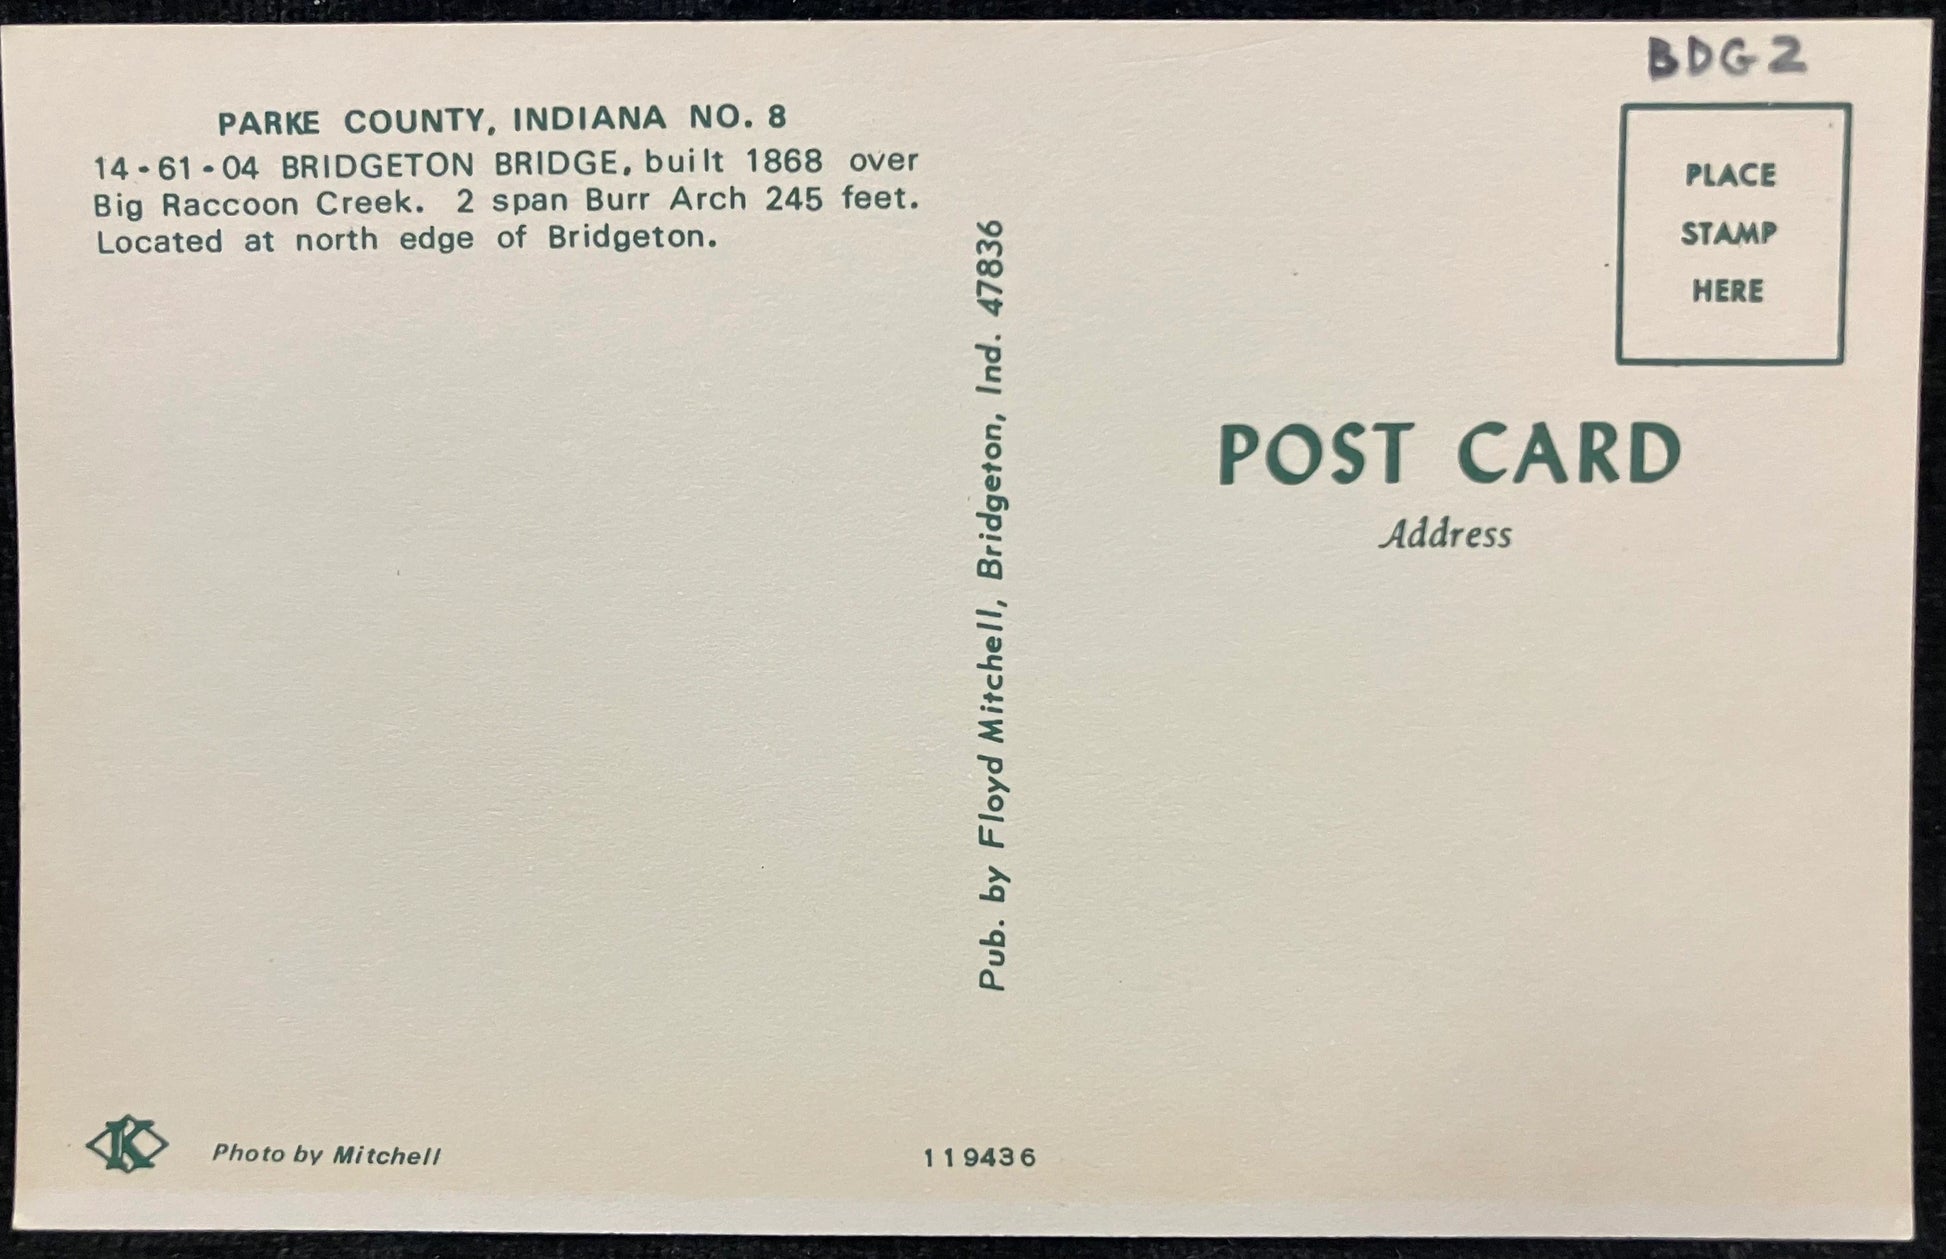 BDG2
PARKE COUNTY, INDIANA NO. 8
14-61-04 BRIDGETON BRIDGE, built 1868 over
Big Raccoon Creek. 2 span Burr Arch 245 feet.
Located at north edge of Bridgeton.
Pub. by Floyd Mitchell, Bridgeton, Ind. 47836
PLACE
STAMP
HERE
POST CARD
Address
K
Photo by Mitchell
119436